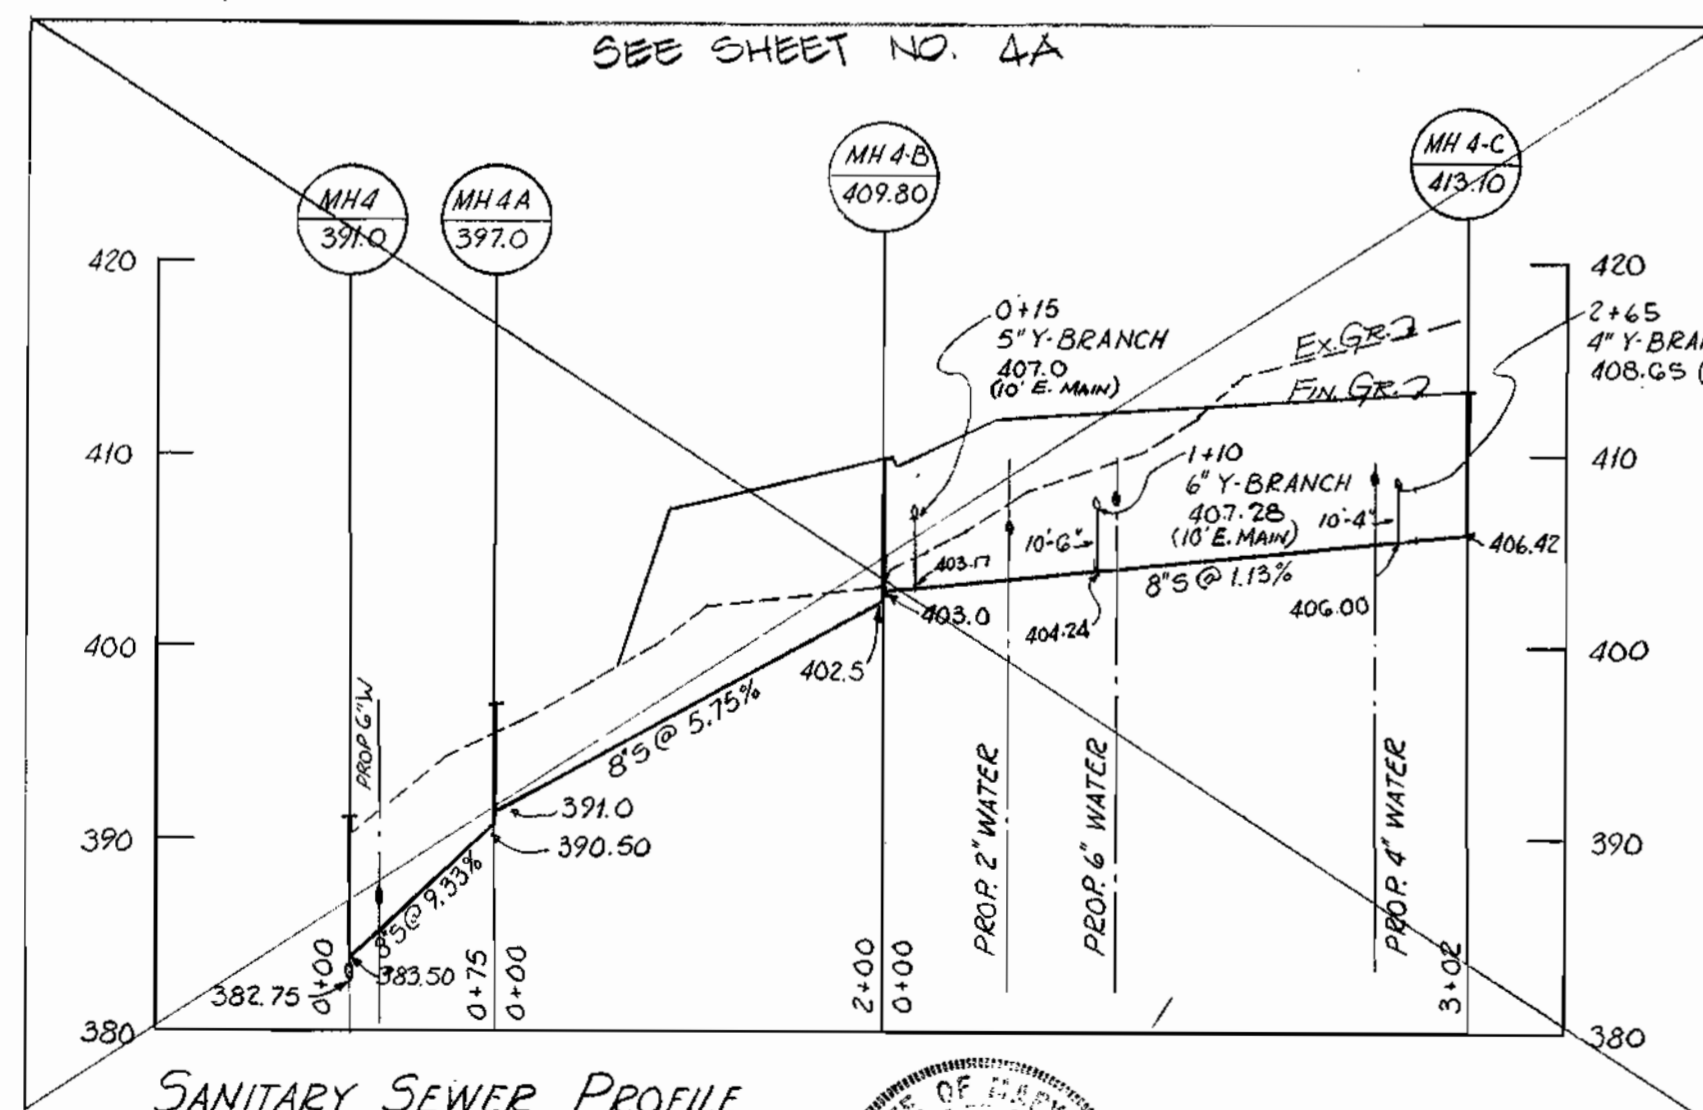 SEE SHEET NO. 4A
MH4
391.0
MH4A
397.0
MH 4-B
409.80
MH 4-C
413.10
420
410
400
390
380
420
410
400
390
380
0+15
5" Y-BRANCH
407.0
(10' E. MAIN)
EX. GR.
FIN. GR.
2+65
4" Y-BRAN
408.65 (
1+10
6" Y-BRANCH
407.28
(10' E. MAIN)
10'-6"
10'-4"
403.17
403.0
402.5
404.24
8"S @ 1.13%
406.00
406.42
PROP. 6" W
8"S @ 5.75%
391.0
390.50
8"S @ 9.33%
383.50
382.75
0+00
0+75
0+00
2+00
0+00
3+02
PROP. 2" WATER
PROP. 6" WATER
PROP. 4" WATER
SANITARY SEWER PROFILE
OF